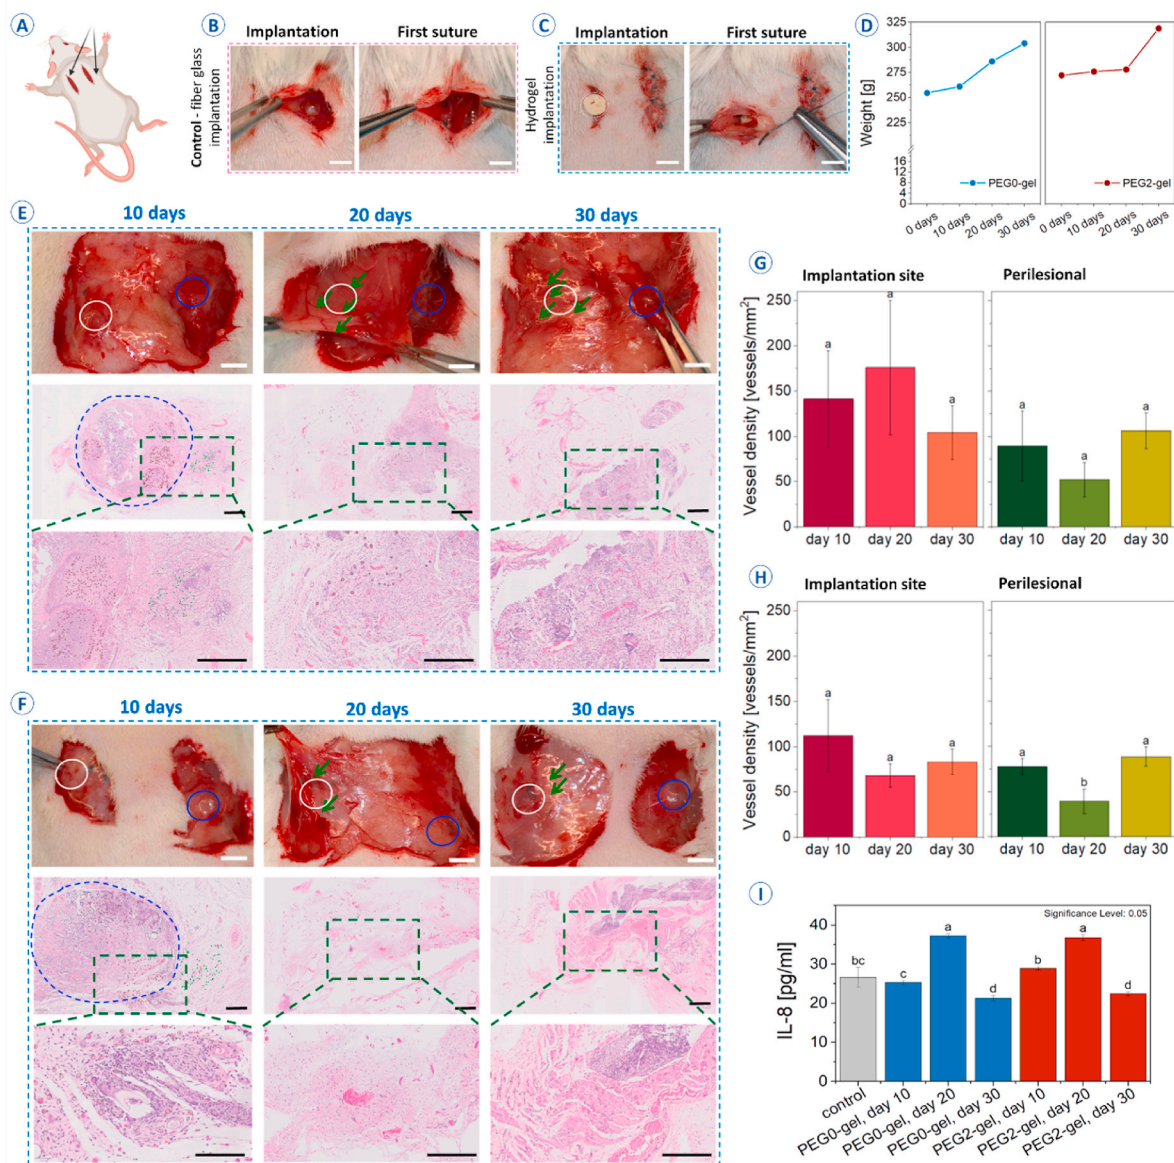 A
B
Implantation
First suture
Control - fiber glass
implantation
C
Implantation
First suture
Hydrogel
implantation
D
Weight [g]
325
300
275
250
225
16
12
8
4
0
PEG0-gel
PEG2-gel
0 days
10 days
20 days
30 days
0 days
10 days
20 days
30 days
E
10 days
20 days
30 days
F
10 days
20 days
30 days
G
Implantation site
Perilesional
Vessel density [vessels/mm²]
250
200
150
100
50
0
a
a
a
a
a
a
day 10
day 20
day 30
day 10
day 20
day 30
H
Implantation site
Perilesional
Vessel density [vessels/mm²]
250
200
150
100
50
0
a
a
a
a
b
a
day 10
day 20
day 30
day 10
day 20
day 30
I
Significance Level: 0.05
IL-8 [pg/ml]
40
30
20
10
0
bc
c
a
d
b
a
d
control
PEG0-gel, day 10
PEG0-gel, day 20
PEG0-gel, day 30
PEG2-gel, day 10
PEG2-gel, day 20
PEG2-gel, day 30